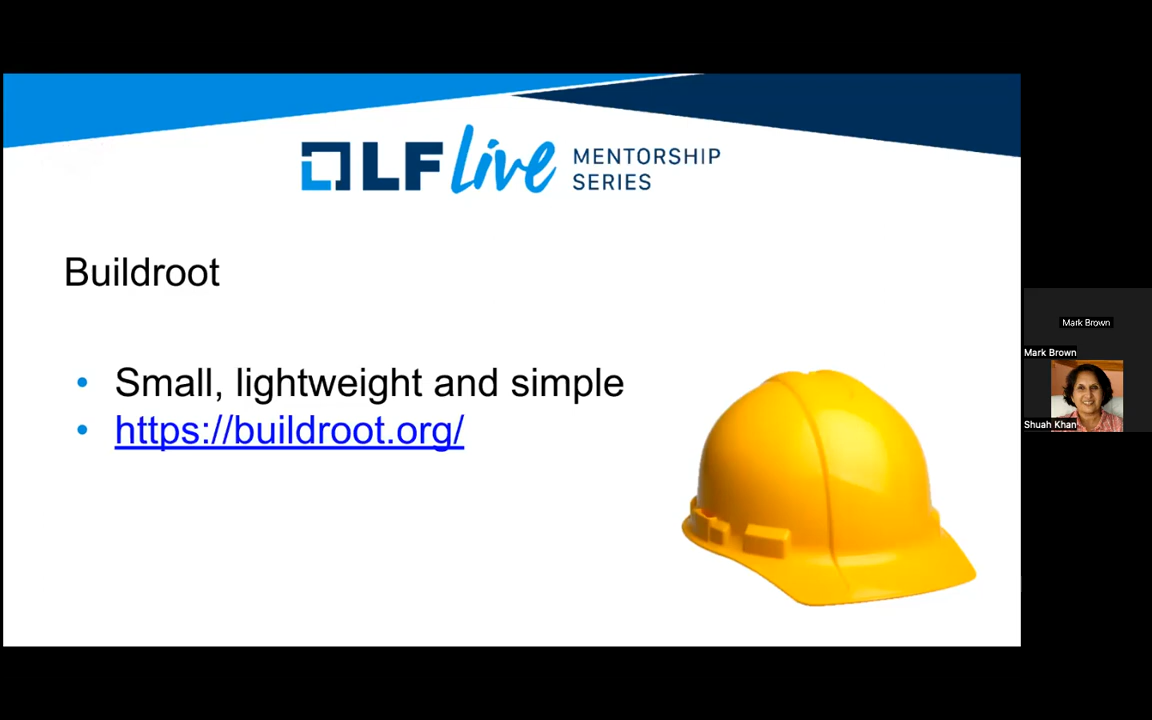 LF Live MENTORSHIP
SERIES
Buildroot
• Small, lightweight and simple
• https://buildroot.org/
Mark Brown
Mark Brown
Shuah Khan